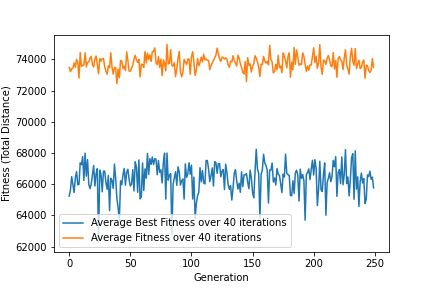 74000
72000
70000
68000
66000
64000
62000
Fitness (Total Distance)
Average Best Fitness over 40 iterations
Average Fitness over 40 iterations
0 50 100 150 200 250
Generation